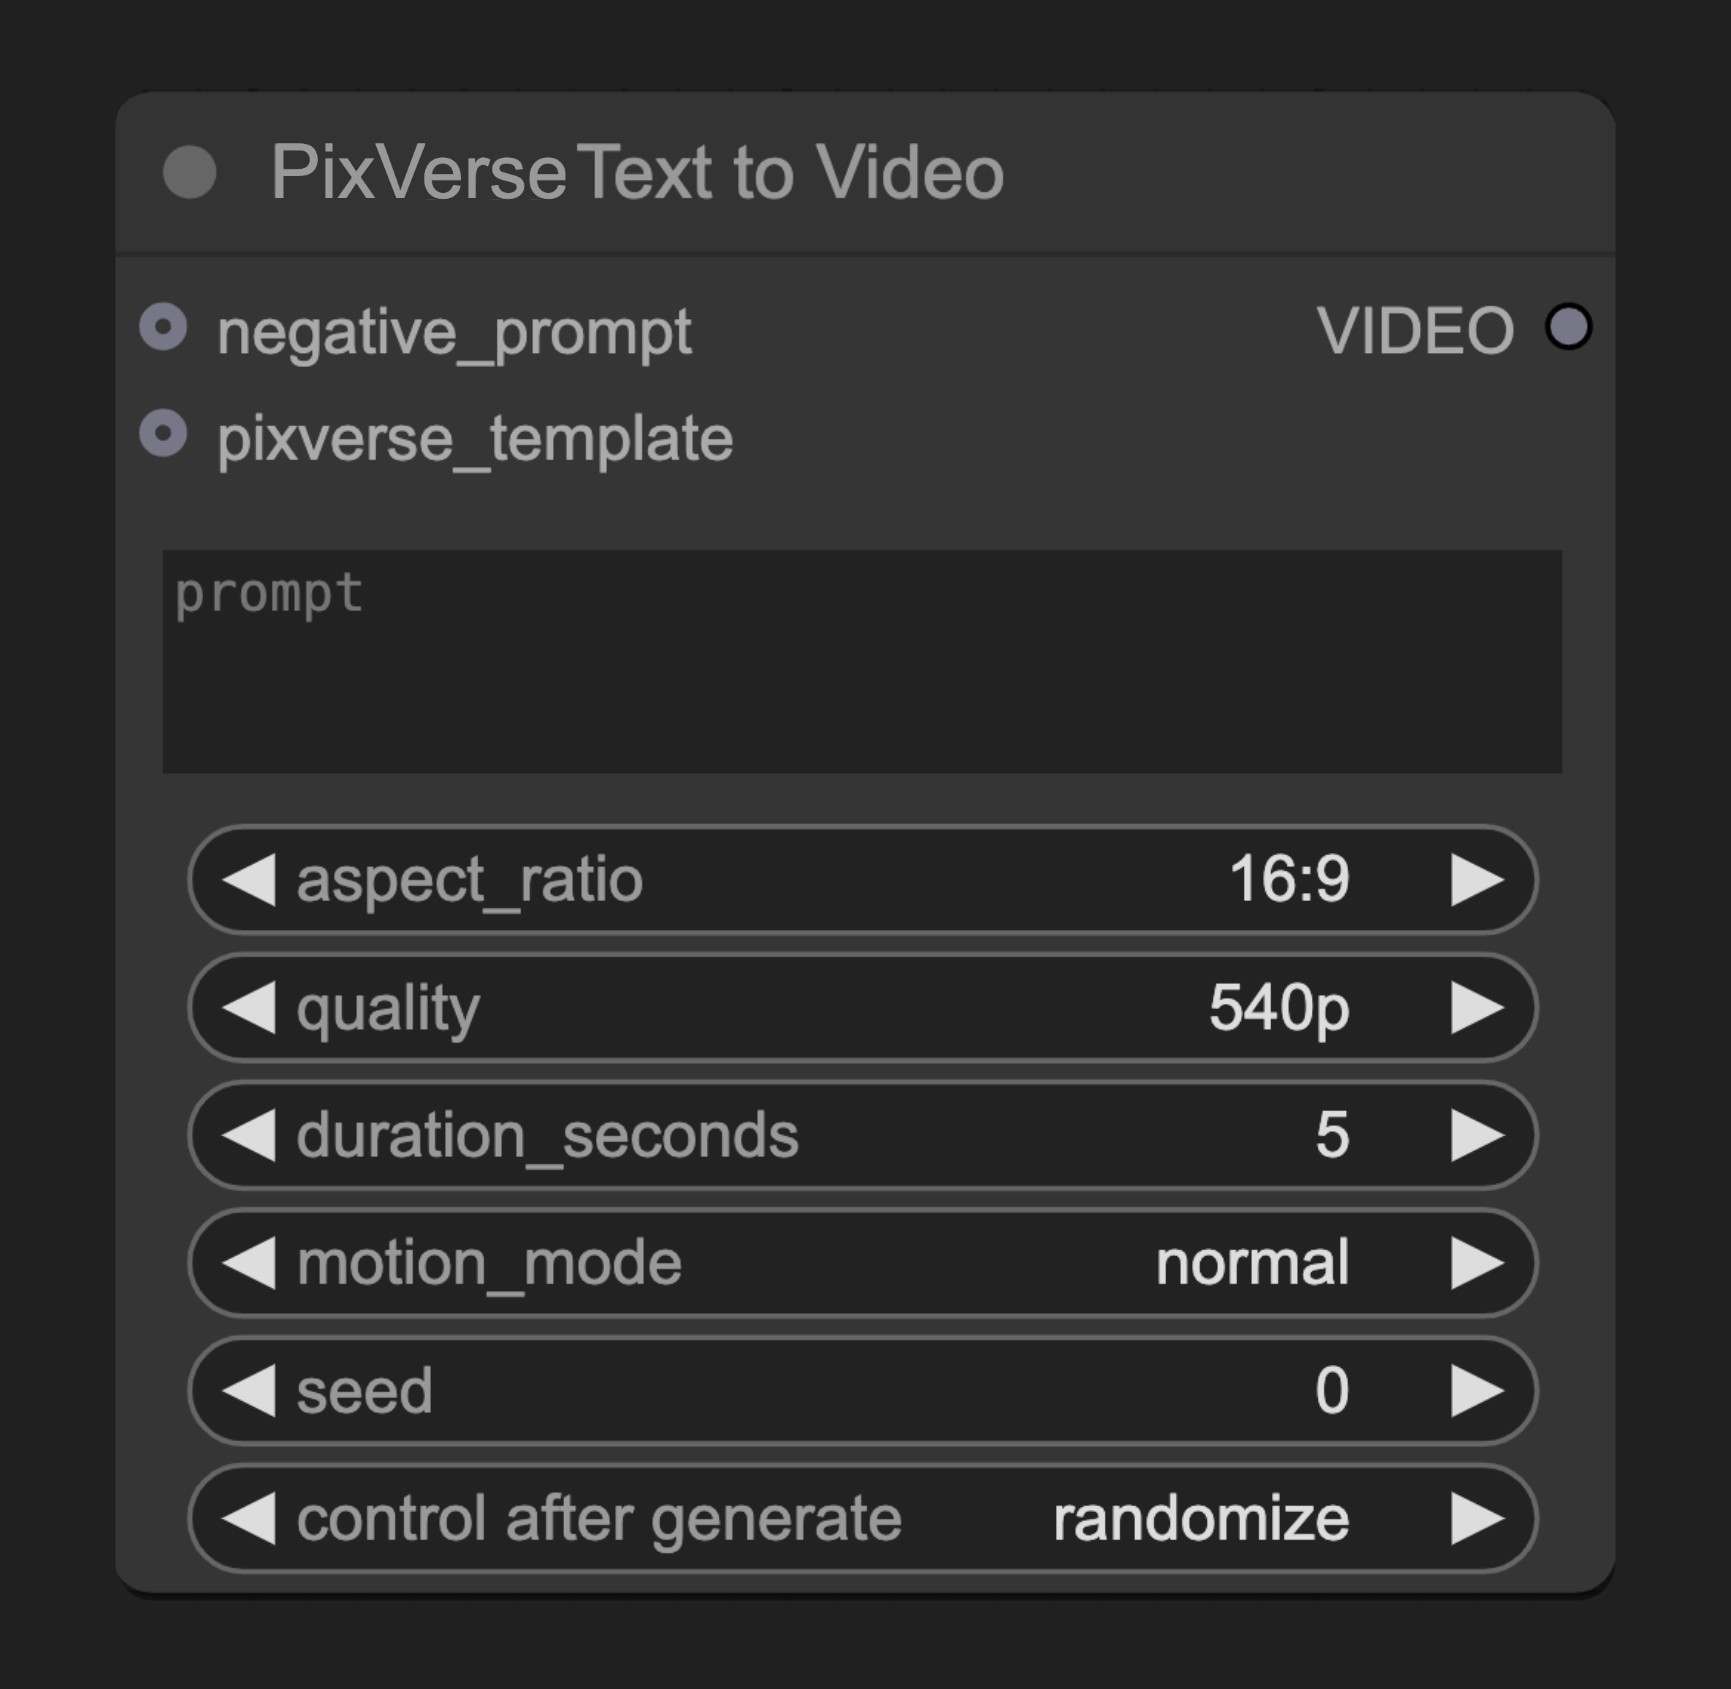 PixVerse Text to Video
negative_prompt VIDEO
pixverse_template
prompt
aspect_ratio 16:9
quality 540p
duration_seconds 5
motion_mode normal
seed 0
control after generate randomize